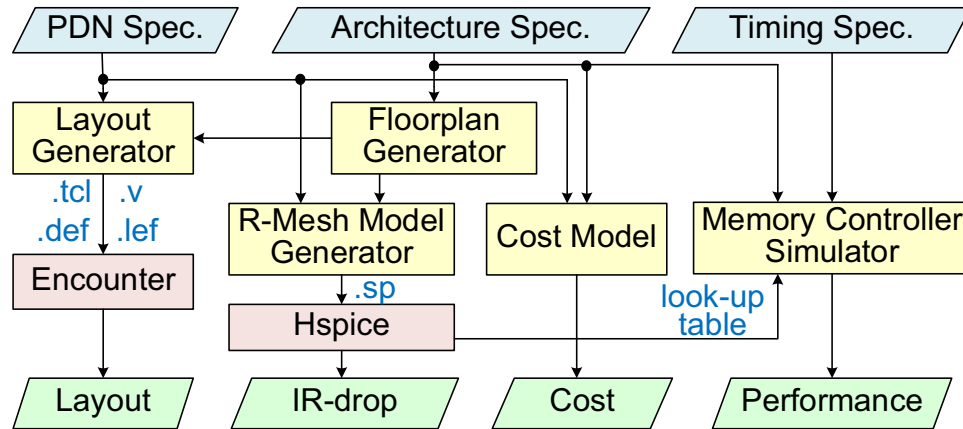 PDN Spec.
Architecture Spec.
Timing Spec.
Layout
Generator
Floorplan
Generator
.tcl .v
.def .lef
R-Mesh Model
Generator
Cost Model
Memory Controller
Simulator
Encounter
.sp
look-up
table
Hspice
Layout
IR-drop
Cost
Performance